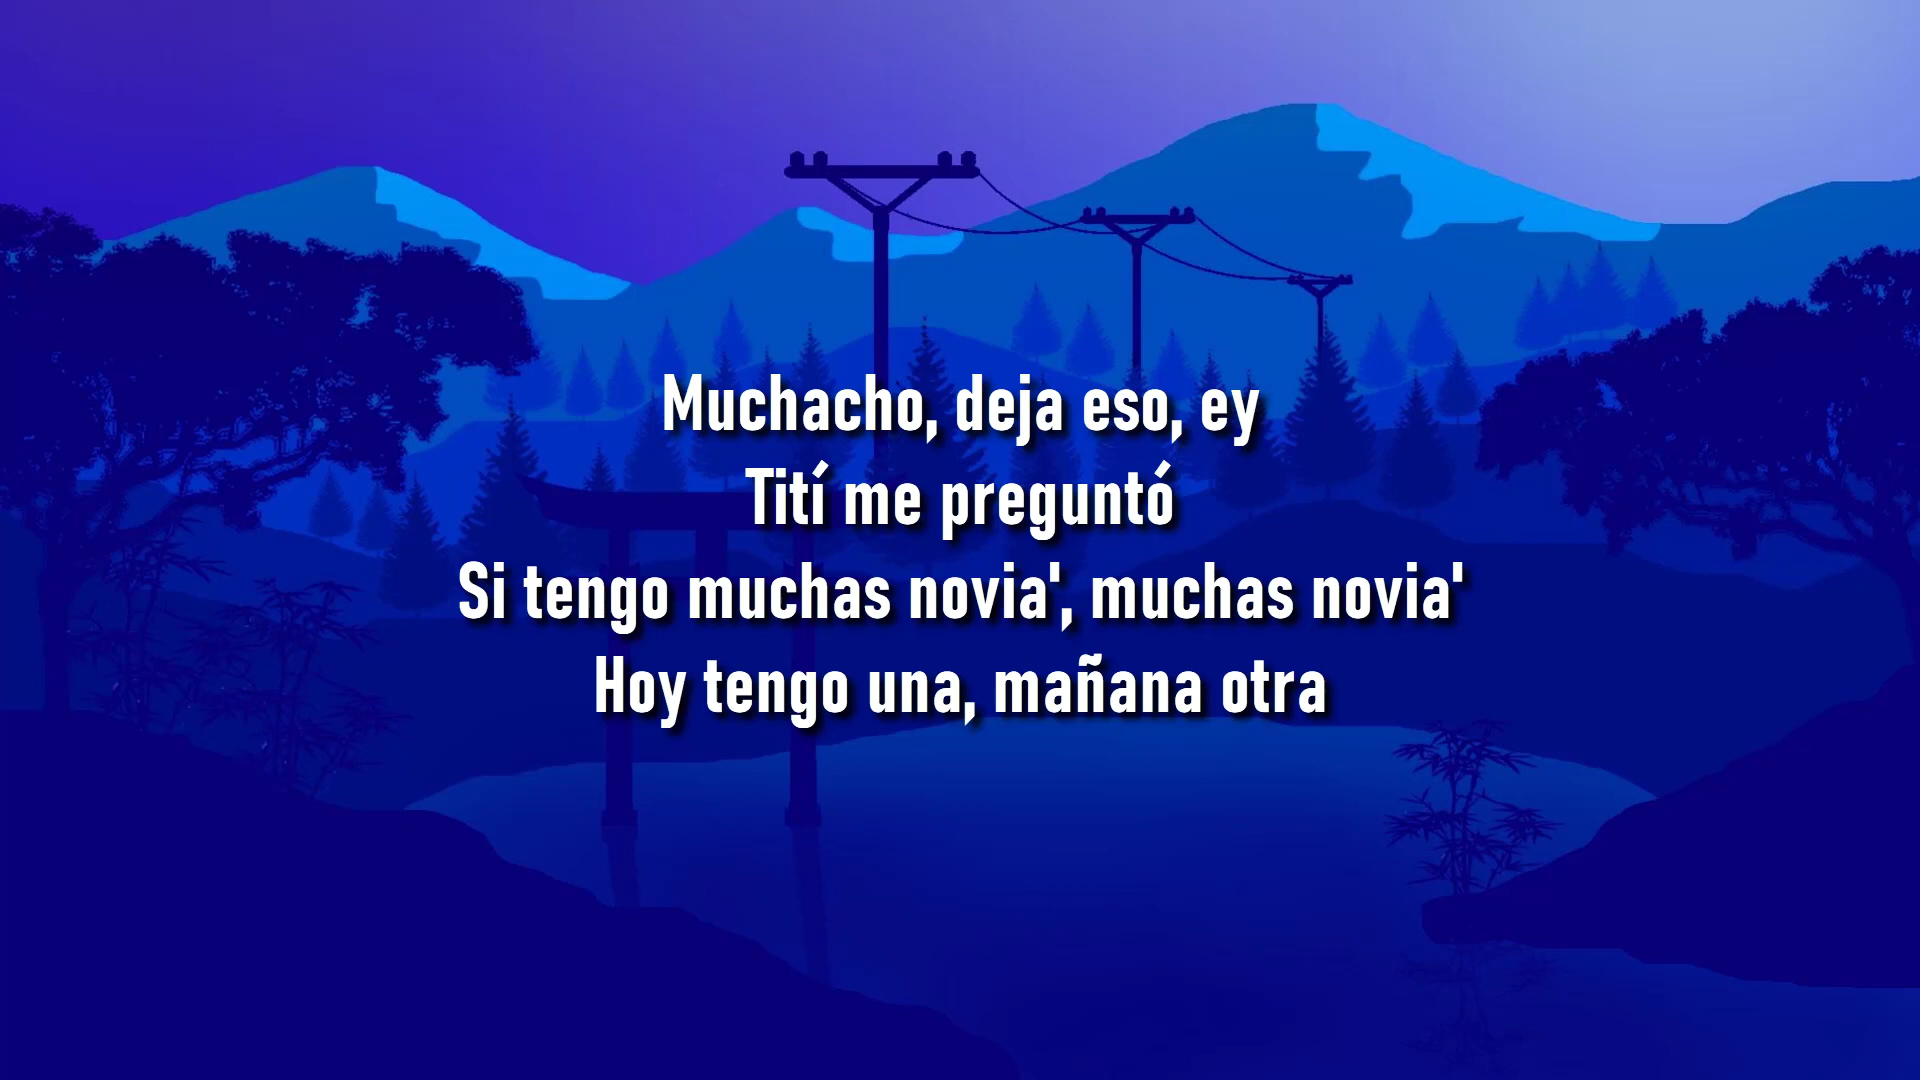 Muchacho, deja eso, ey
Tití me preguntó
Si tengo muchas novia', muchas novia'
Hoy tengo una, mañana otra